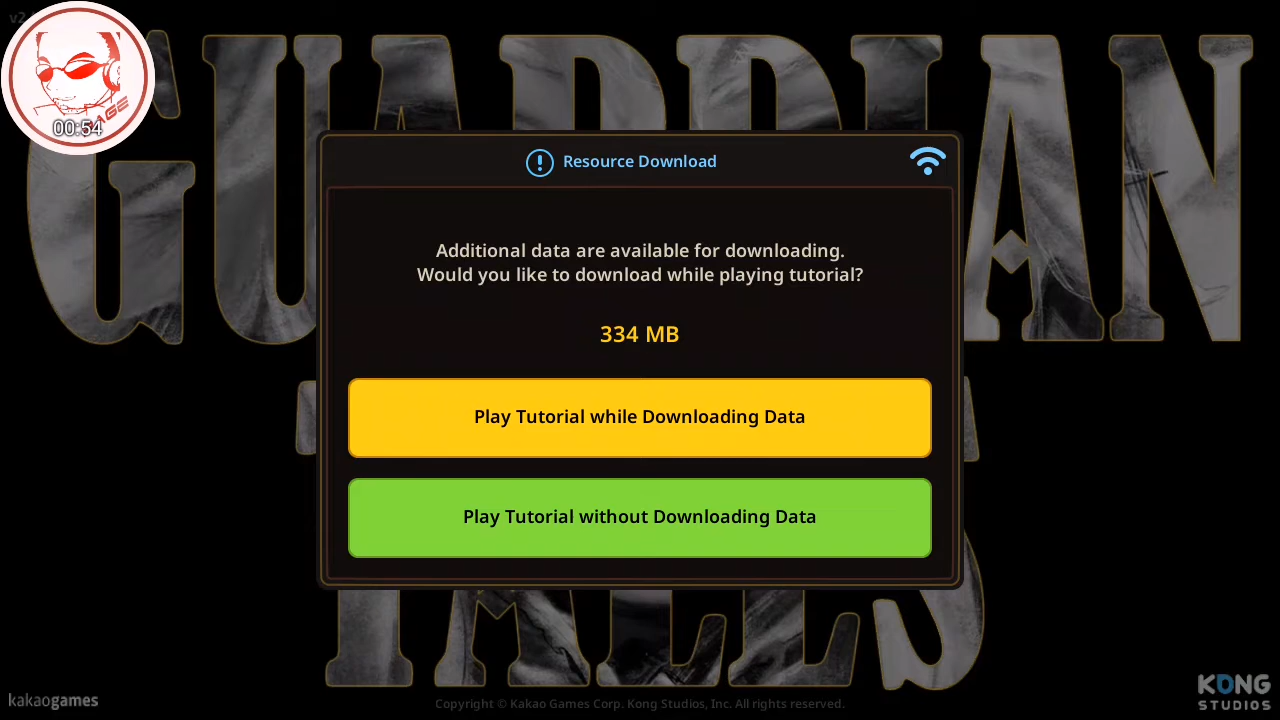 GUARDIAN
TALES
00:54
Resource Download
Additional data are available for downloading.
Would you like to download while playing tutorial?
334 MB
Play Tutorial while Downloading Data
Play Tutorial without Downloading Data
kakaogames
Copyright © Kakao Games Corp. Kong Studios, Inc. All rights reserved.
KONG
STUDIOS